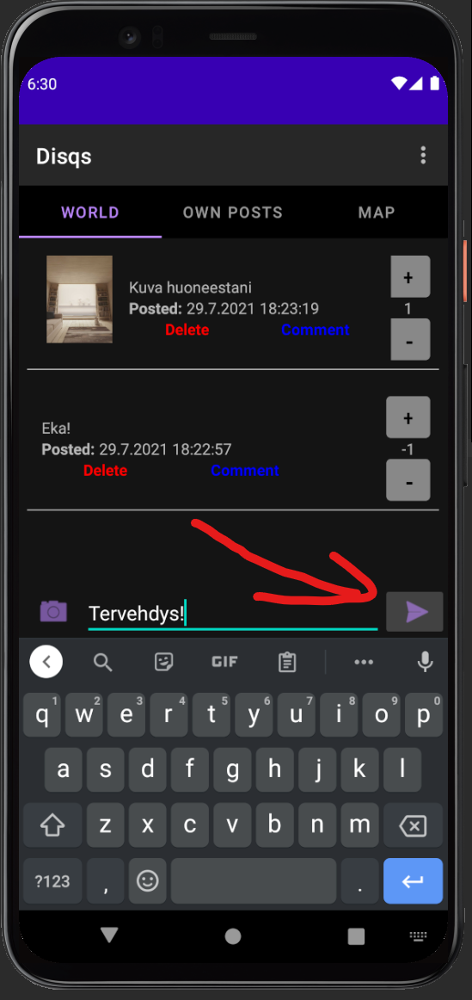 6:30
Disqs
WORLD OWN POSTS MAP
Kuva huoneestani
Posted: 29.7.2021 18:23:19
Delete Comment
+
1
-
Eka!
Posted: 29.7.2021 18:22:57
Delete Comment
+
-1
-
Tervehdys!
GIF
q1 w2 e3 r4 t5 y6 u7 i8 o9 p0
a s d f g h j k l
z x c v b n m
?123 , .